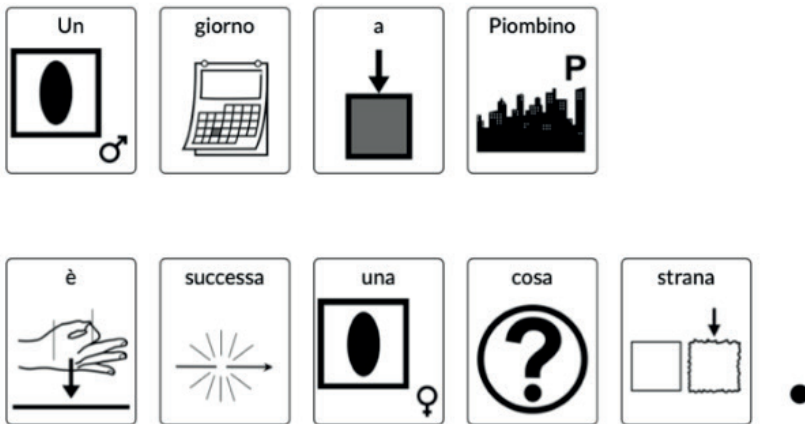 Un giorno a Piombino
P
è successa una cosa strana .